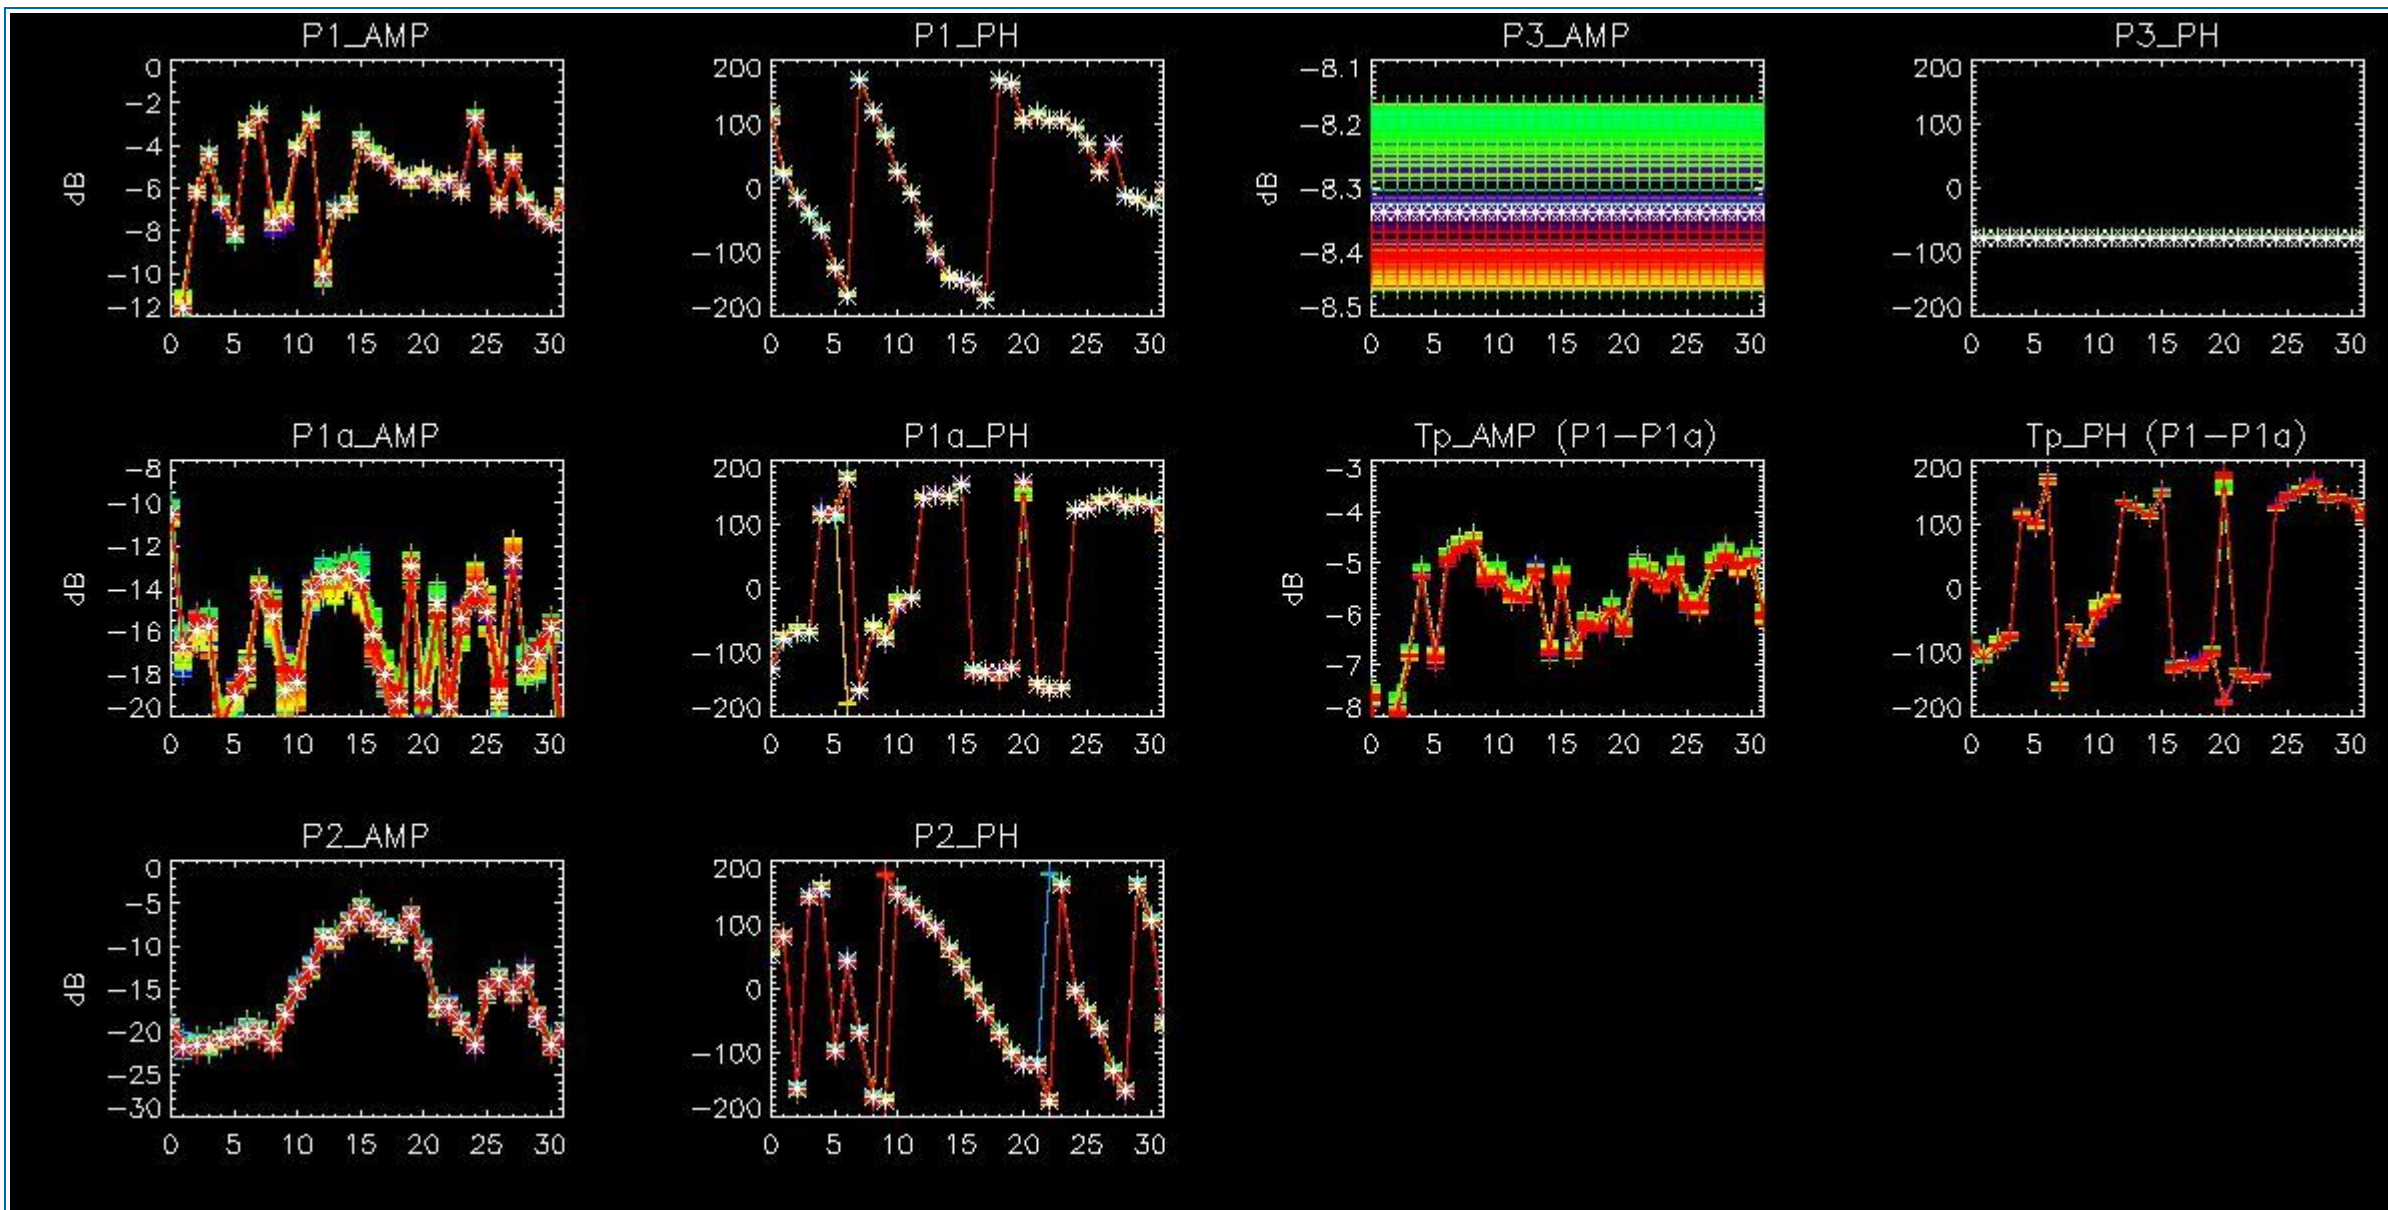 P1_AMP P1_PH P3_AMP P3_PH
0 200 −8.1 200
−2
−4 100 −8.2 100
dB −6 0 dB −8.3 0
−8
−10 −100 −8.4 −100
−12 −200 −8.5 −200
0 5 10 15 20 25 30 0 5 10 15 20 25 30 0 5 10 15 20 25 30 0 5 10 15 20 25 30
P1a_AMP P1a_PH Tp_AMP (P1−P1a) Tp_PH (P1−P1a)
−8 200 −3 200
−10 100 −4 100
−12
dB −14 0 dB −5 0
−16 −6
−18 −100 −7 −100
−20 −200 −8 −200
0 5 10 15 20 25 30 0 5 10 15 20 25 30 0 5 10 15 20 25 30 0 5 10 15 20 25 30
P2_AMP P2_PH
0 200
−5 100
−10
dB −15 0
−20 −100
−25
−30 −200
0 5 10 15 20 25 30 0 5 10 15 20 25 30